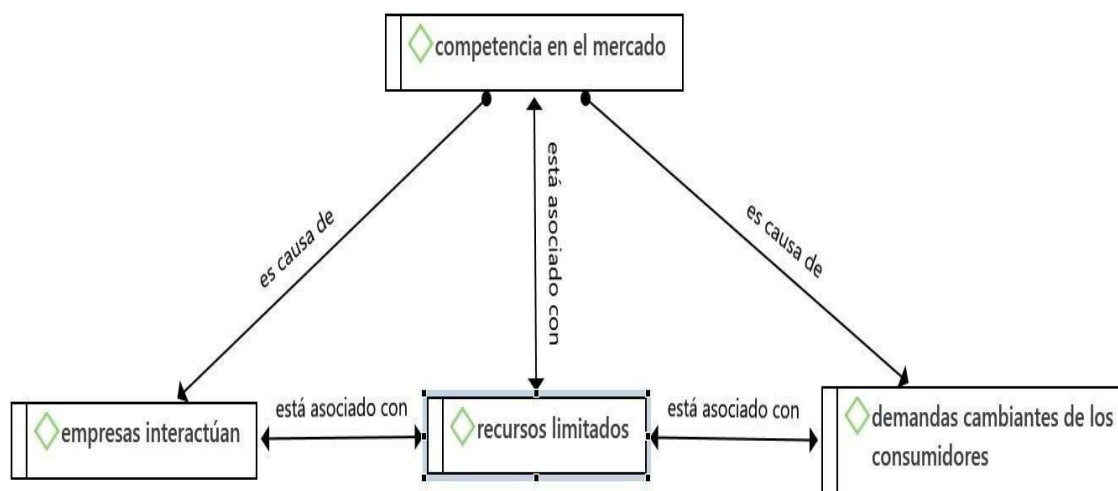 competencia en el mercado
es causa de
está asociado con
es causa de
empresas interactúan
está asociado con
recursos limitados
está asociado con
demandas cambiantes de los
consumidores